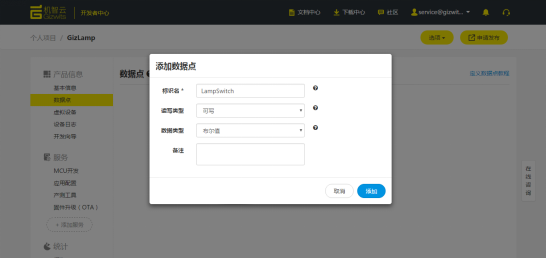 机智云 Gizwits 开发者中心 文档中心 下载中心 社区 service@gizwit...
个人项目 / GizLamp 选项 申请发布
产品信息
基本信息
数据点
虚拟设备
设备日志
开发向导
服务
MCU开发
应用配置
产测工具
固件升级（OTA）
+ 添加服务
统计
数据点
定义数据点教程
添加数据点
标识名 * LampSwitch
读写类型 可写
数据类型 布尔值
备注
取消 添加